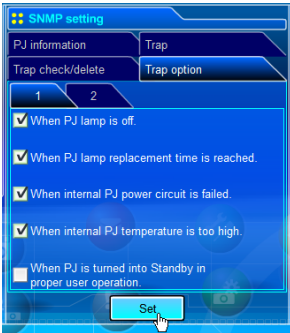 SNMP setting
PJ information
Trap
Trap check/delete
Trap option
1
2
When PJ lamp is off.
When PJ lamp replacement time is reached.
When internal PJ power circuit is failed.
When internal PJ temperature is too high.
When PJ is turned into Standby in
proper user operation.
Set